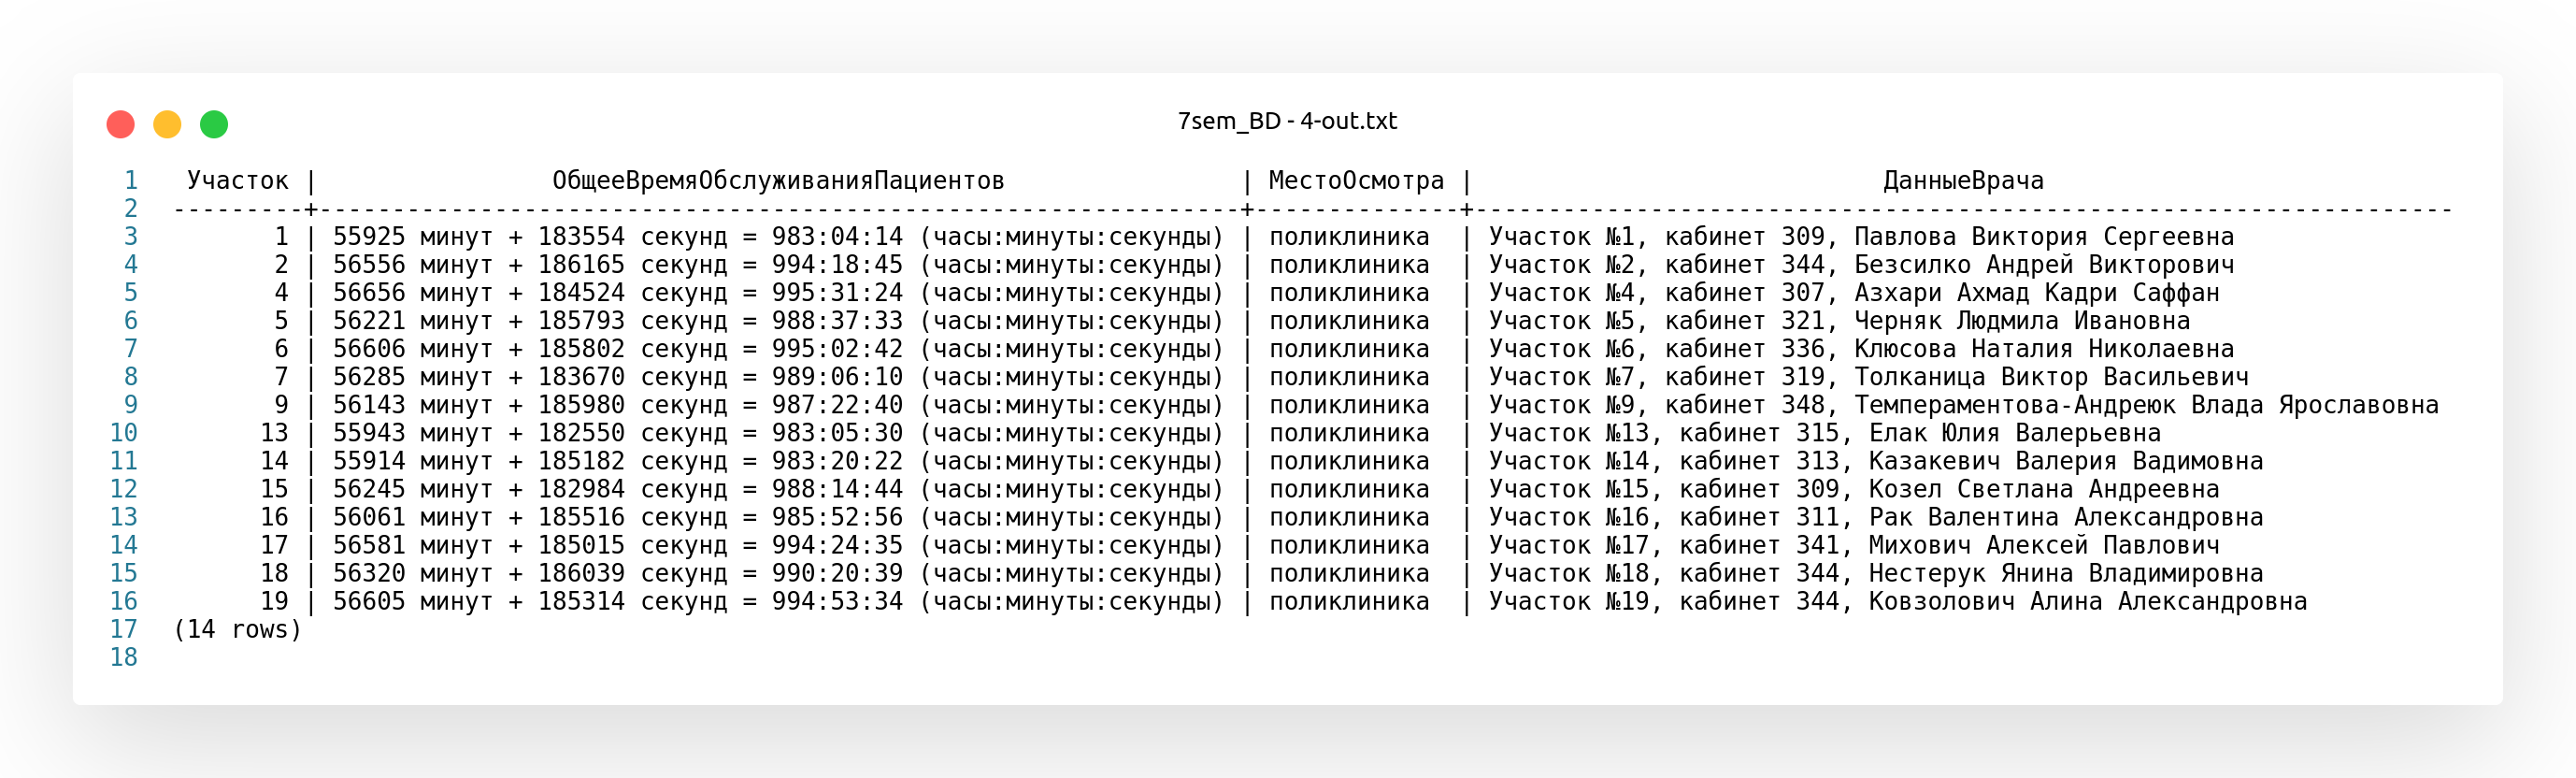 7sem_BD - 4-out.txt
1 Участок | ОбщееВремяОбслуживанияПациентов | МестоОсмотра | ДанныеВрача
2 ---------+---------------------------------------------------------------+--------------+-------------------------------------------------------------------
3 1 | 55925 минут + 183554 секунд = 983:04:14 (часы:минуты:секунды) | поликлиника | Участок №1, кабинет 309, Павлова Виктория Сергеевна
4 2 | 56556 минут + 186165 секунд = 994:18:45 (часы:минуты:секунды) | поликлиника | Участок №2, кабинет 344, Безсилко Андрей Викторович
5 4 | 56656 минут + 184524 секунд = 995:31:24 (часы:минуты:секунды) | поликлиника | Участок №4, кабинет 307, Азхари Ахмад Кадри Саффан
6 5 | 56221 минут + 185793 секунд = 988:37:33 (часы:минуты:секунды) | поликлиника | Участок №5, кабинет 321, Черняк Людмила Ивановна
7 6 | 56606 минут + 185802 секунд = 995:02:42 (часы:минуты:секунды) | поликлиника | Участок №6, кабинет 336, Клюсова Наталия Николаевна
8 7 | 56285 минут + 183670 секунд = 989:06:10 (часы:минуты:секунды) | поликлиника | Участок №7, кабинет 319, Толканица Виктор Васильевич
9 9 | 56143 минут + 185980 секунд = 987:22:40 (часы:минуты:секунды) | поликлиника | Участок №9, кабинет 348, Темпераментова-Андреюк Влада Ярославовна
10 13 | 55943 минут + 182550 секунд = 983:05:30 (часы:минуты:секунды) | поликлиника | Участок №13, кабинет 315, Елак Юлия Валерьевна
11 14 | 55914 минут + 185182 секунд = 983:20:22 (часы:минуты:секунды) | поликлиника | Участок №14, кабинет 313, Казакевич Валерия Вадимовна
12 15 | 56245 минут + 182984 секунд = 988:14:44 (часы:минуты:секунды) | поликлиника | Участок №15, кабинет 309, Козел Светлана Андреевна
13 16 | 56061 минут + 185516 секунд = 985:52:56 (часы:минуты:секунды) | поликлиника | Участок №16, кабинет 311, Рак Валентина Александровна
14 17 | 56581 минут + 185015 секунд = 994:24:35 (часы:минуты:секунды) | поликлиника | Участок №17, кабинет 341, Михович Алексей Павлович
15 18 | 56320 минут + 186039 секунд = 990:20:39 (часы:минуты:секунды) | поликлиника | Участок №18, кабинет 344, Нестерук Янина Владимировна
16 19 | 56605 минут + 185314 секунд = 994:53:34 (часы:минуты:секунды) | поликлиника | Участок №19, кабинет 344, Ковзолович Алина Александровна
17 (14 rows)
18